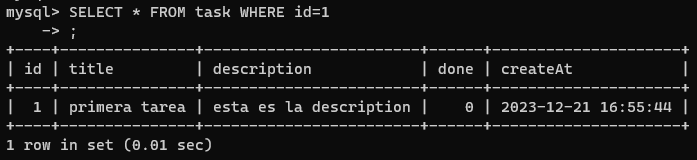 mysql> SELECT * FROM task WHERE id=1
    -> ;
+----+---------------+-------------------------+------+---------------------+
| id | title         | description             | done | createAt            |
+----+---------------+-------------------------+------+---------------------+
|  1 | primera tarea | esta es la description |    0 | 2023-12-21 16:55:44 |
+----+---------------+-------------------------+------+---------------------+
1 row in set (0.01 sec)